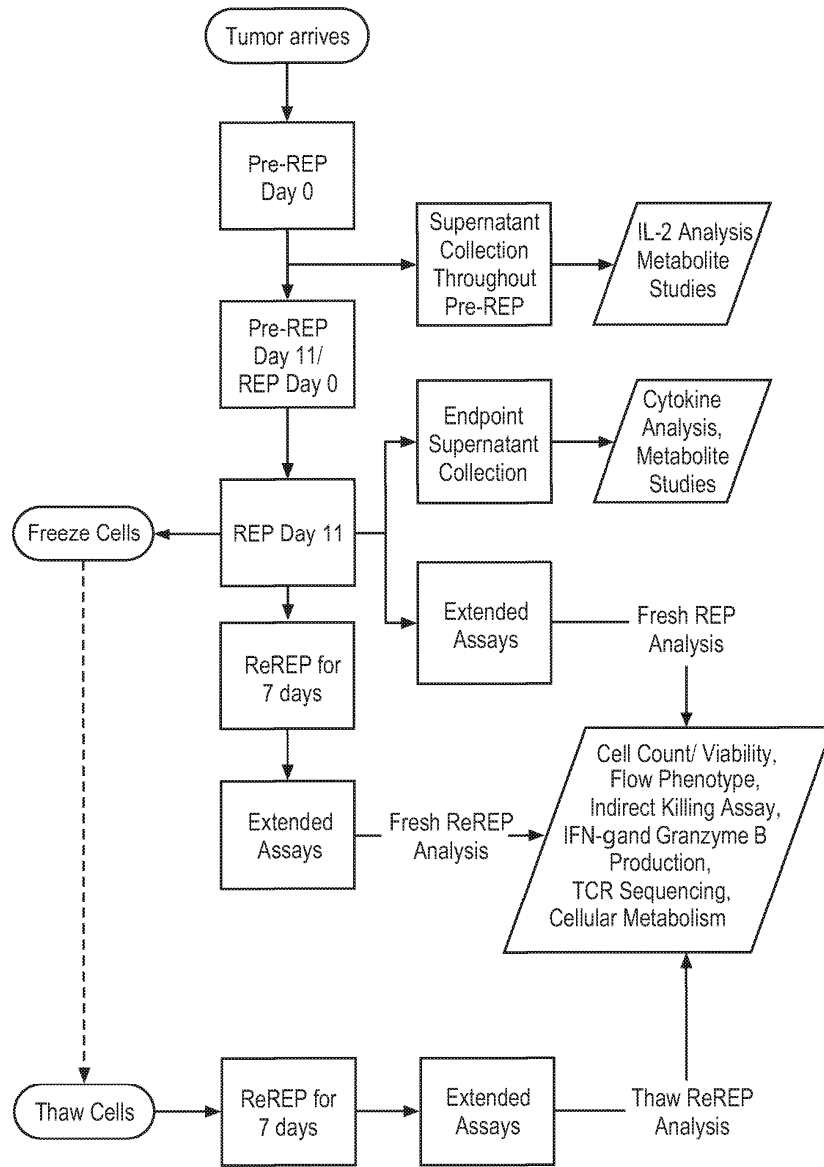 Tumor arrives
Pre-REP
Day 0
Supernatant
Collection
Throughout
Pre-REP
IL-2 Analysis
Metabolite
Studies
Pre-REP
Day 11/
REP Day 0
Endpoint
Supernatant
Collection
Cytokine
Analysis,
Metabolite
Studies
Freeze Cells
REP Day 11
Extended
Assays
Fresh REP
Analysis
ReREP for
7 days
Extended
Assays
Fresh ReREP
Analysis
Cell Count/ Viability,
Flow Phenotype,
Indirect Killing Assay,
IFN-gand Granzyme B
Production,
TCR Sequencing,
Cellular Metabolism
Thaw Cells
ReREP for
7 days
Extended
Assays
Thaw ReREP
Analysis